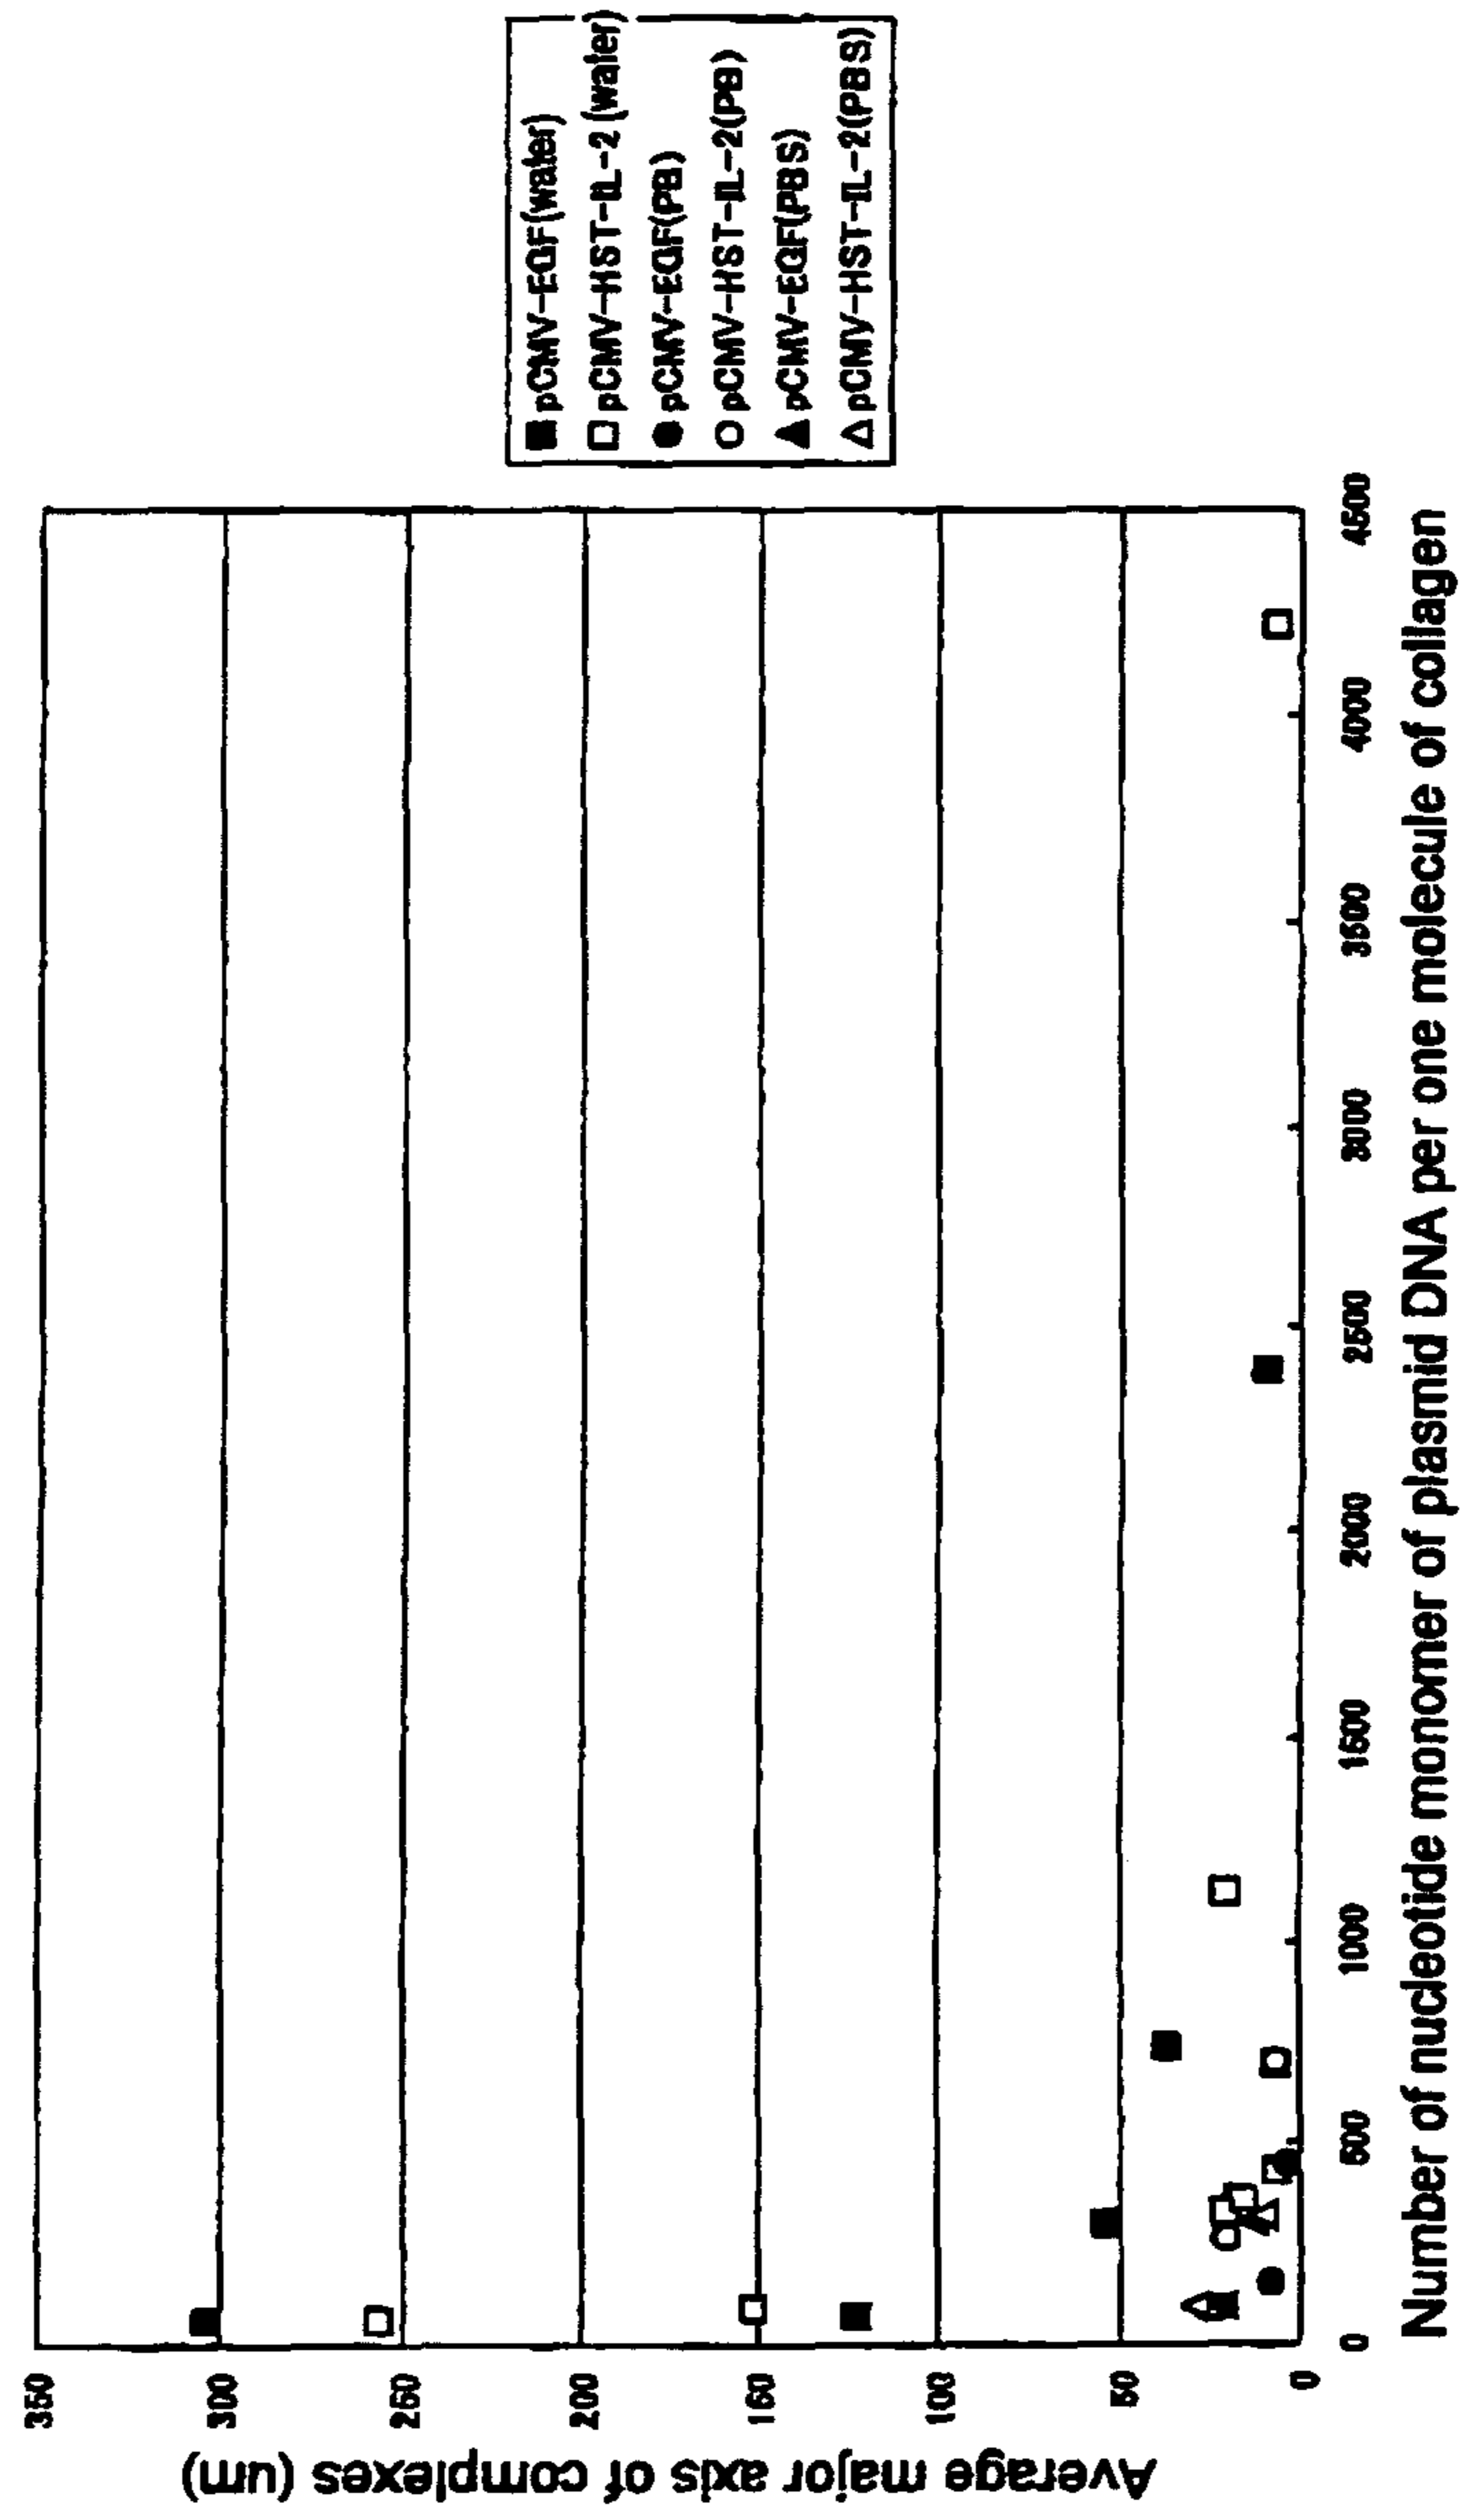 Average major axis of complexes (um)
350
300
250
200
150
100
50
0
0
500
1000
1500
2000
2500
3000
3500
4000
4500
Number of nucleotide monomer of plasmid DNA per one molecule of collagen
pCMV-EGF(water)
pCMV-HST-IL-2(water)
pCMV-EGF(PB)
pCMV-HST-IL-2(PB)
pCMV-EGF(PBS)
pCMV-HST-IL-2(PBS)